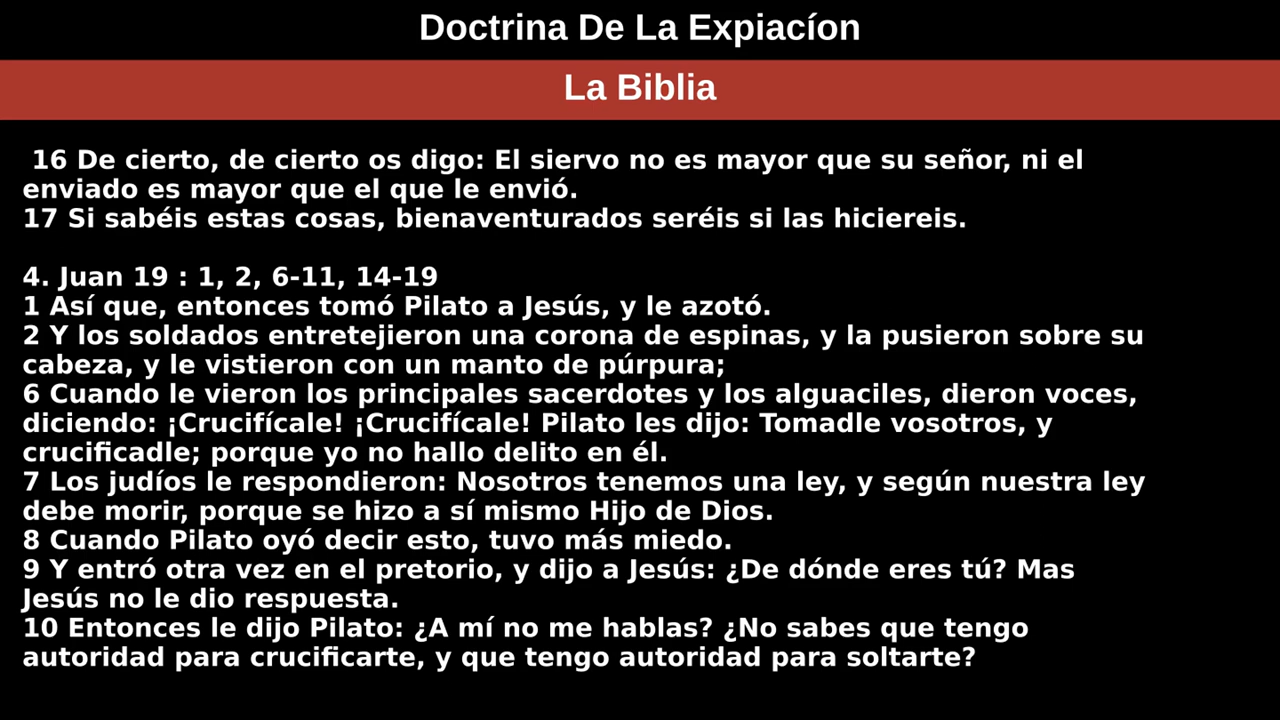 Doctrina De La Expiacíon
La Biblia
16 De cierto, de cierto os digo: El siervo no es mayor que su señor, ni el
enviado es mayor que el que le envió.
17 Si sabéis estas cosas, bienaventurados seréis si las hiciereis.
4. Juan 19 : 1, 2, 6-11, 14-19
1 Así que, entonces tomó Pilato a Jesús, y le azotó.
2 Y los soldados entretejieron una corona de espinas, y la pusieron sobre su
cabeza, y le vistieron con un manto de púrpura;
6 Cuando le vieron los principales sacerdotes y los alguaciles, dieron voces,
diciendo: ¡Crucifícale! ¡Crucifícale! Pilato les dijo: Tomadle vosotros, y
crucificadle; porque yo no hallo delito en él.
7 Los judíos le respondieron: Nosotros tenemos una ley, y según nuestra ley
debe morir, porque se hizo a sí mismo Hijo de Dios.
8 Cuando Pilato oyó decir esto, tuvo más miedo.
9 Y entró otra vez en el pretorio, y dijo a Jesús: ¿De dónde eres tú? Mas
Jesús no le dio respuesta.
10 Entonces le dijo Pilato: ¿A mí no me hablas? ¿No sabes que tengo
autoridad para crucificarte, y que tengo autoridad para soltarte?